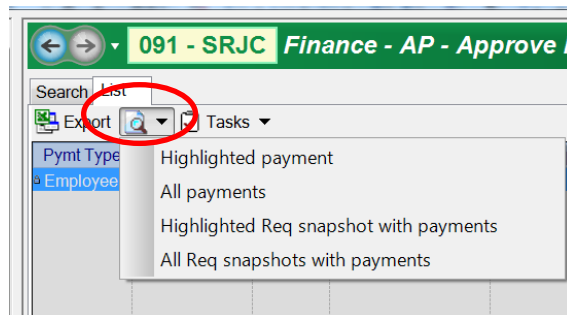 091 - SRJC Finance - AP - Approve
Search List
Export Tasks
Pymt Type
Employee
Highlighted payment
All payments
Highlighted Req snapshot with payments
All Req snapshots with payments